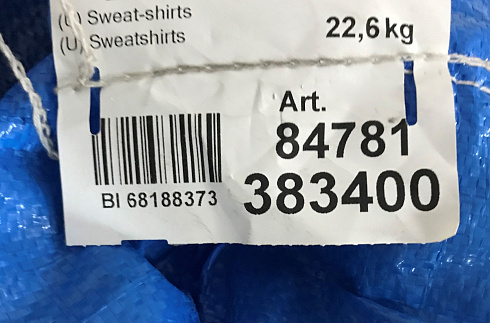 (U) Sweat-shirts
(U) Sweatshirts
22,6 kg
Art.
84781
383400
BI 68188373